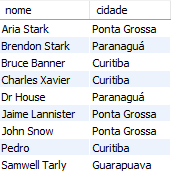 nome cidade
Aria Stark Ponta Grossa
Brendon Stark Paranaguá
Bruce Banner Curitiba
Charles Xavier Curitiba
Dr House Paranaguá
Jaime Lannister Ponta Grossa
John Snow Ponta Grossa
Pedro Curitiba
Samwell Tarly Guarapuava